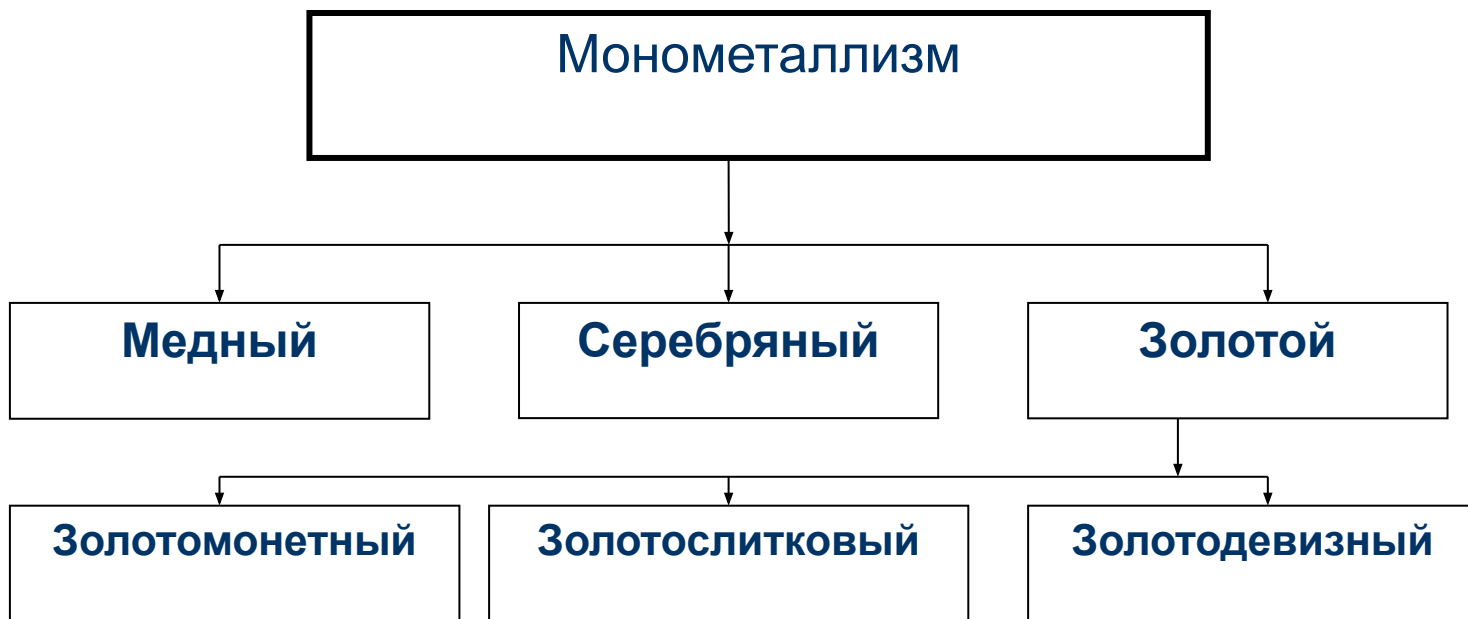 Монометаллизм
Медный
Серебряный
Золотой
Золотомонетный
Золотослитковый
Золотодевизный